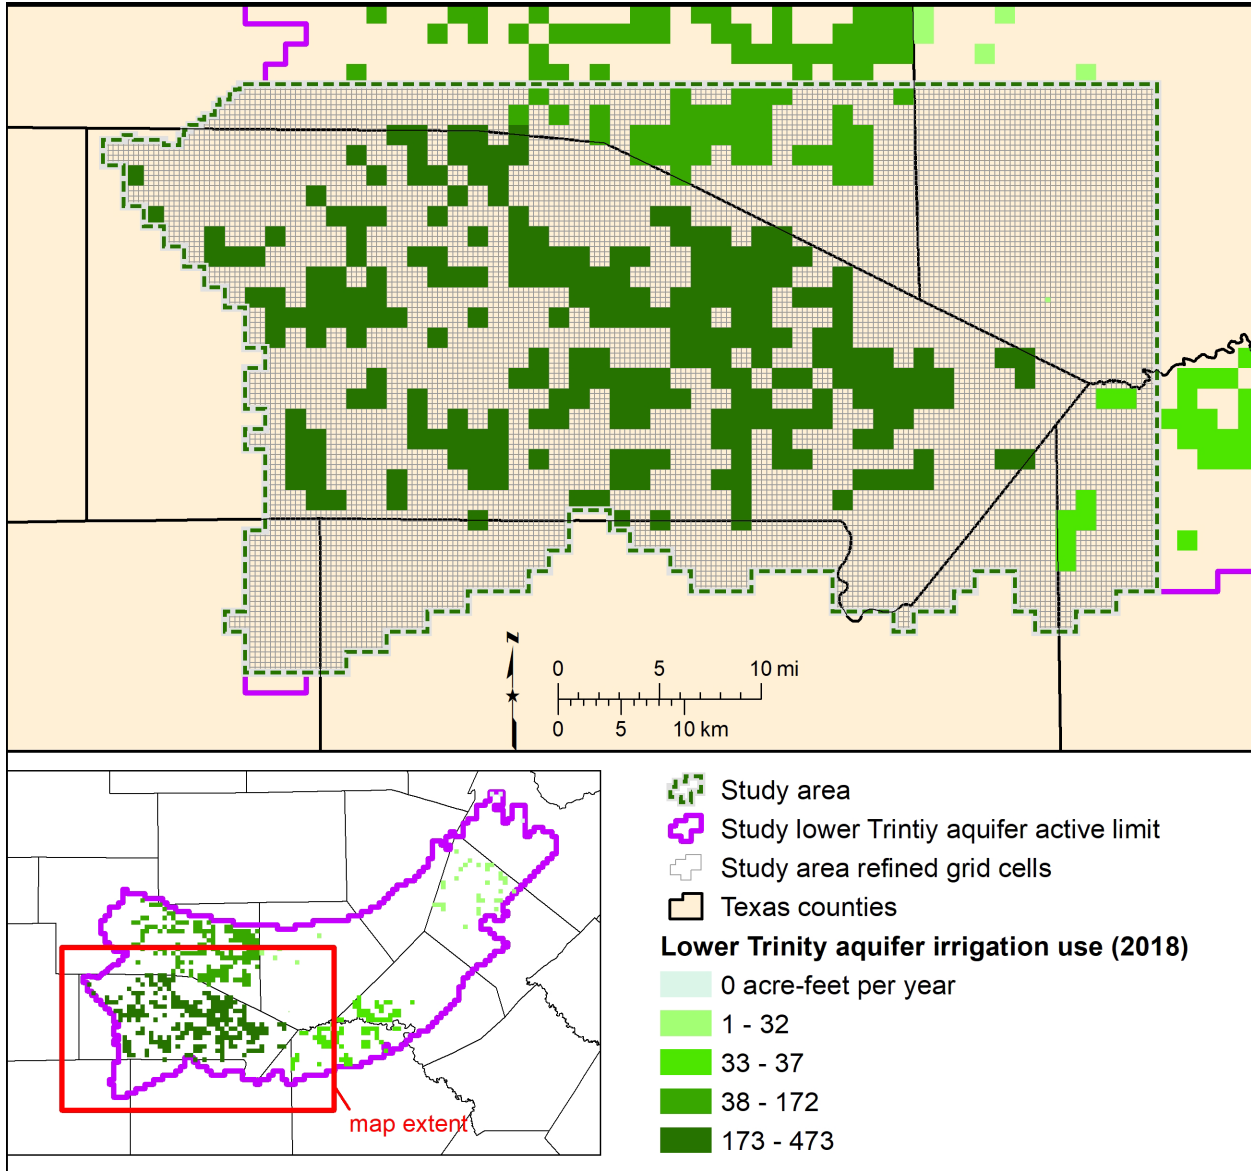 N
0 5 10 mi
0 5 10 km
Study area
Study lower Trintiy aquifer active limit
Study area refined grid cells
Texas counties
Lower Trinity aquifer irrigation use (2018)
0 acre-feet per year
1 - 32
33 - 37
38 - 172
173 - 473
map extent